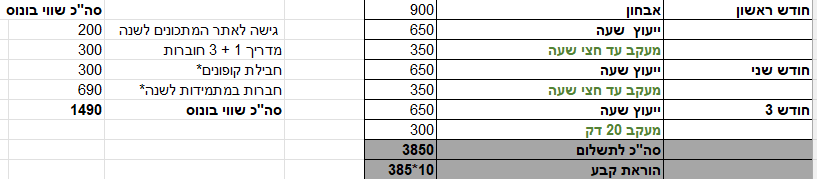 חודש ראשון אבחון 900 סה"כ שווי בונוס
ייעוץ שעה 650 גישה לאתר המתכונים לשנה 200
מעקב עד חצי שעה 350 מדריך 1 + 3 חוברות 300
חודש שני ייעוץ שעה 650 חבילת קופונים* 300
מעקב עד חצי שעה 350 חברות במתמידות לשנה* 690
חודש 3 ייעוץ שעה 650 סה"כ שווי בונוס 1490
מעקב 20 דק 300
סה"כ לתשלום 3850
הוראת קבע 385*10